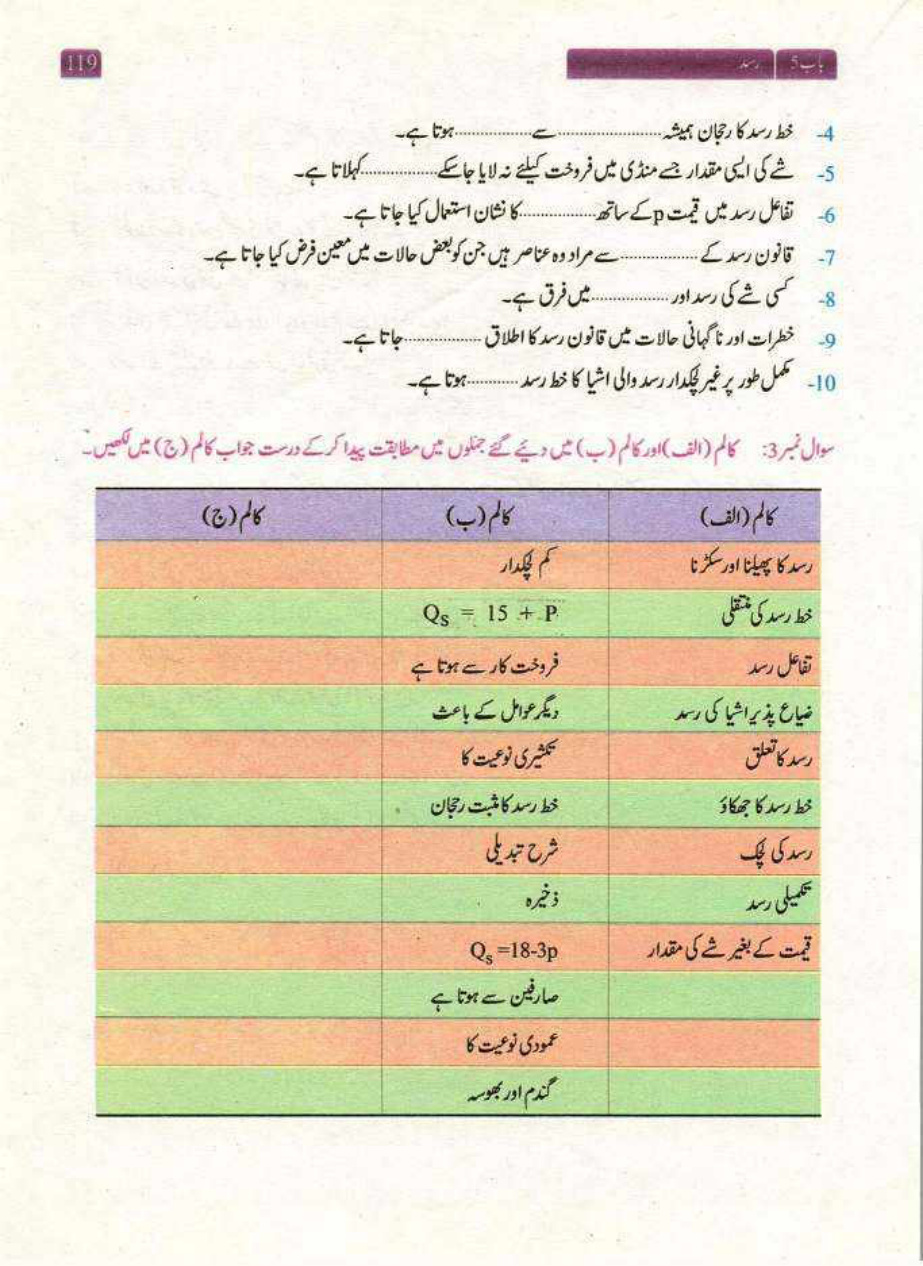 باب 5 رسد 119
4- خط رسد کا رجحان ہمیشہ ....................... سے ................. ہوتا ہے۔
5- شے کی ایسی مقدار جسے منڈی میں فروخت کیلئے نہ لایا جا سکے ................. کہلاتا ہے۔
6- تفاعل رسد میں قیمت p کے ساتھ ................. کا نشان استعمال کیا جاتا ہے۔
7- قانون رسد کے ................. سے مراد وہ عناصر ہیں جن کو بعض حالات میں معین فرض کیا جاتا ہے۔
8- کسی شے کی رسد اور ................. میں فرق ہے۔
9- خطرات اور ناگہانی حالات میں قانون رسد کا اطلاق ................. جاتا ہے۔
10- مکمل طور پر غیر لچکدار رسد والی اشیا کا خط رسد ............ ہوتا ہے۔
سوال نمبر 3: کالم (الف) اور کالم (ب) میں دیئے گئے جملوں میں مطابقت پیدا کر کے درست جواب کالم (ج) میں لکھیں۔
کالم (الف) کالم (ب) کالم (ج)
رسد کا پھیلنا اور سکڑنا کم لچکدار
خط رسد کی منتقلی Qs = 15 + P
تفاعل رسد فروخت کار سے ہوتا ہے
ضیاع پذیر اشیا کی رسد دیگر عوامل کے باعث
رسد کا تعلق تکثیری نوعیت کا
خط رسد کا جھکاؤ خط رسد کا مثبت رجحان
رسد کی لچک شرح تبدیلی
تکمیلی رسد ذخیرہ
قیمت کے بغیر شے کی مقدار Qs =18-3p
صارفین سے ہوتا ہے
عمودی نوعیت کا
گندم اور بھوسہ